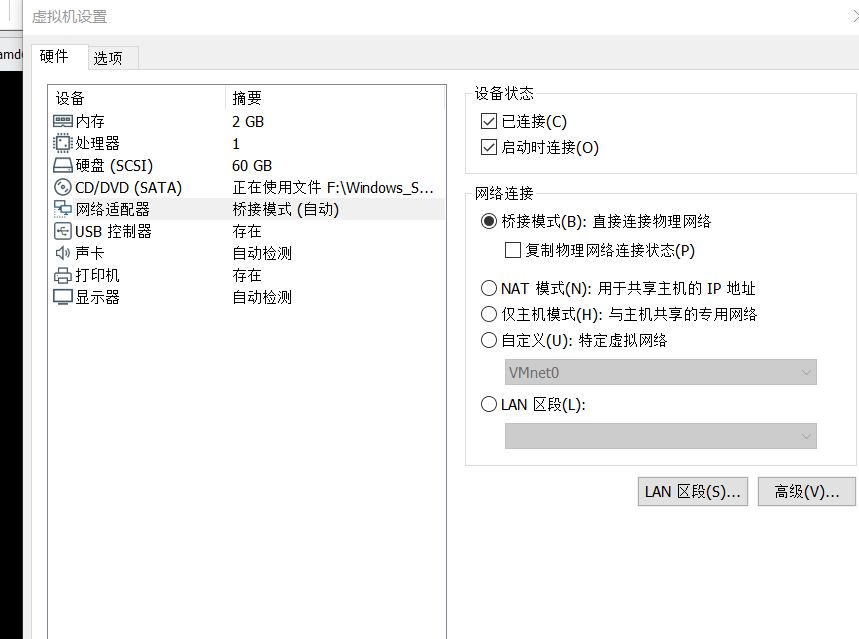 虚拟机设置
amd
硬件 选项
设备 摘要
内存 2 GB
处理器 1
硬盘 (SCSI) 60 GB
CD/DVD (SATA) 正在使用文件 F:\Windows_S...
网络适配器 桥接模式 (自动)
USB 控制器 存在
声卡 自动检测
打印机 存在
显示器 自动检测
设备状态
已连接(C)
启动时连接(O)
网络连接
桥接模式(B): 直接连接物理网络
复制物理网络连接状态(P)
NAT 模式(N): 用于共享主机的 IP 地址
仅主机模式(H): 与主机共享的专用网络
自定义(U): 特定虚拟网络
VMnet0
LAN 区段(L):
LAN 区段(S)... 高级(V)...